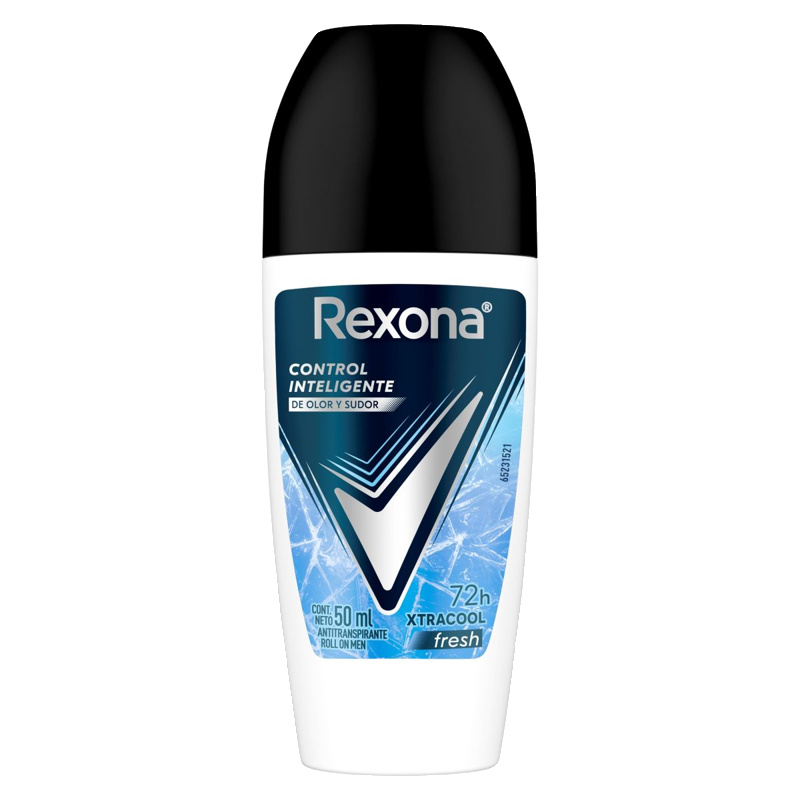 Rexona®
CONTROL
INTELIGENTE
DE OLOR Y SUDOR
65231521
72h
XTRACOOL
fresh
CONT.
NETO 50 ml
ANTITRANSPIRANTE
ROLL ON MEN